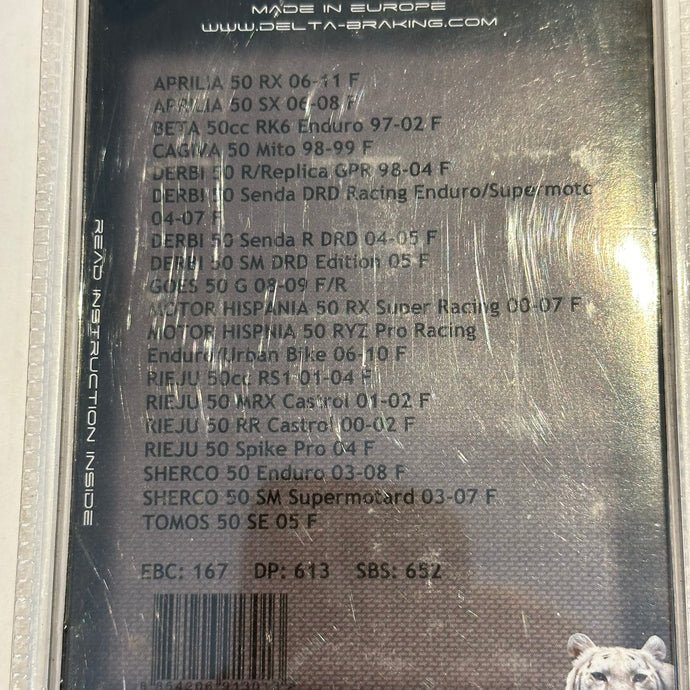 MADE IN EUROPE
WWW.DELTA-BRAKING.COM
APRILIA 50 RX 06-11 F
APRILIA 50 SX 06-08 F
BETA 50cc RK6 Enduro 97-02 F
CAGIVA 50 Mito 98-99 F
DERBI 50 R/Replica GPR 98-04 F
DERBI 50 Senda DRD Racing Enduro/Supermoto
04-07 F
DERBI 50 Senda R DRD 04-05 F
DERBI 50 SM DRD Edition 05 F
GOES 50 G 08-09 F/R
MOTOR HISPANIA 50 RX Super Racing 00-07 F
MOTOR HISPNIA 50 RYZ Pro Racing
Enduro/Urban Bike 06-10 F
RIEJU 50cc RS1 01-04 F
RIEJU 50 MRX Castrol 01-02 F
RIEJU 50 RR Castrol 00-02 F
RIEJU 50 Spike Pro 04 F
SHERCO 50 Enduro 03-08 F
SHERCO 50 SM Supermotard 03-07 F
TOMOS 50 SE 05 F
EBC: 167 DP: 613 SBS: 652
READ INSTRUCTION INSIDE